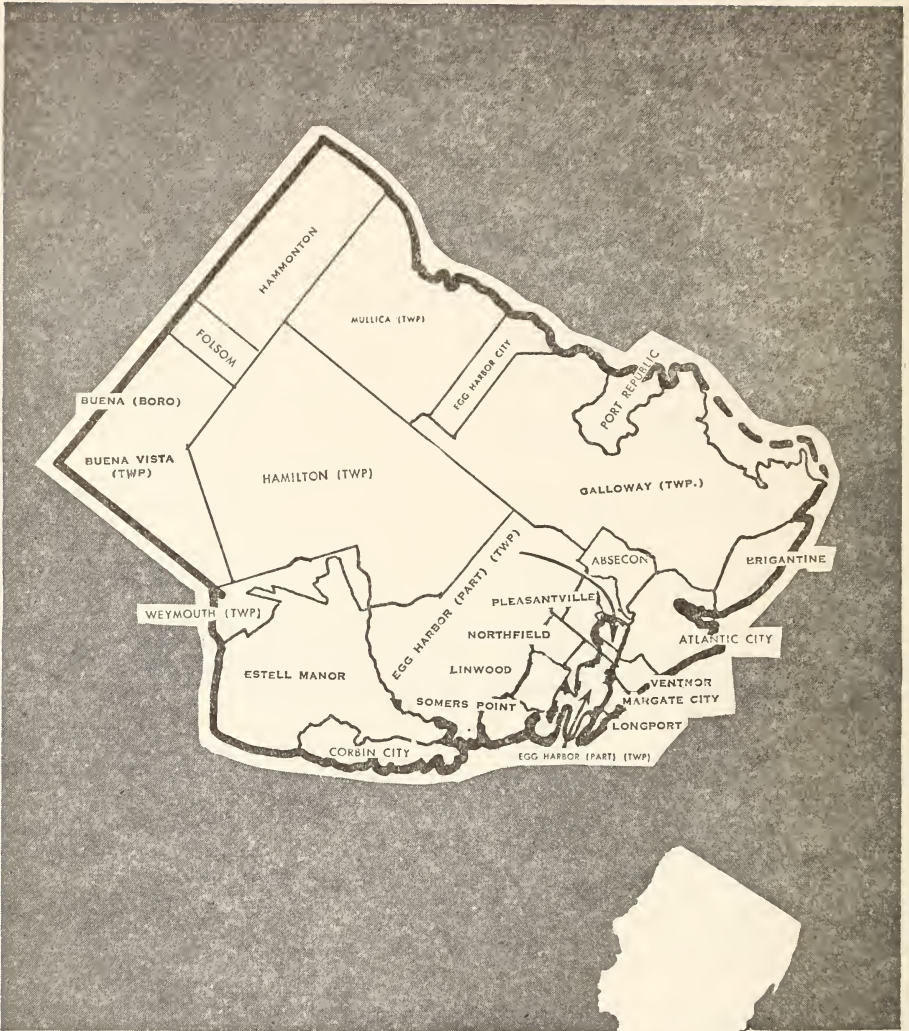 HAMMONTON
MULLICA (TWP)
FOLSOM
EGG HARBOR CITY
PORT REPUBLIC
BUENA (BORO)
BUENA VISTA
(TWP)
HAMILTON (TWP)
GALLOWAY (TWP.)
EGG HARBOR (PART) (TWP)
ABSECON
BRIGANTINE
PLEASANTVILLE
WEYMOUTH (TWP)
NORTHFIELD
ATLANTIC CITY
LINWOOD
ESTELL MANOR
VENTNOR
MARGATE CITY
SOMERS POINT
LONGPORT
CORBIN CITY
EGG HARBOR (PART) (TWP)